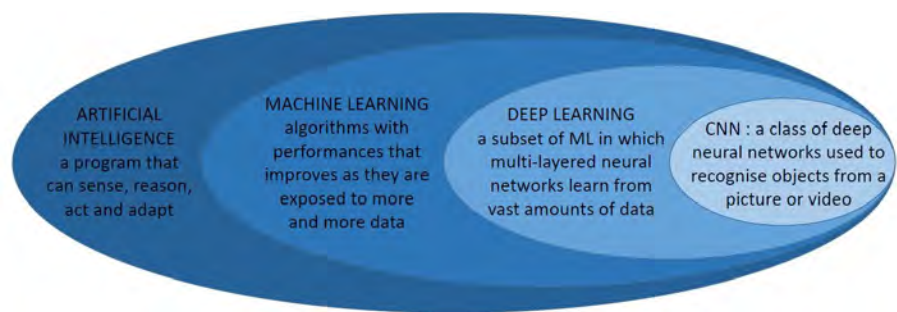 ARTIFICIAL
INTELLIGENCE
a program that
can sense, reason,
act and adapt
MACHINE LEARNING
algorithms with
performances that
improves as they are
exposed to more
and more data
DEEP LEARNING
a subset of ML in which
multi-layered neural
networks learn from
vast amounts of data
CNN : a class of deep
neural networks used to
recognise objects from a
picture or video